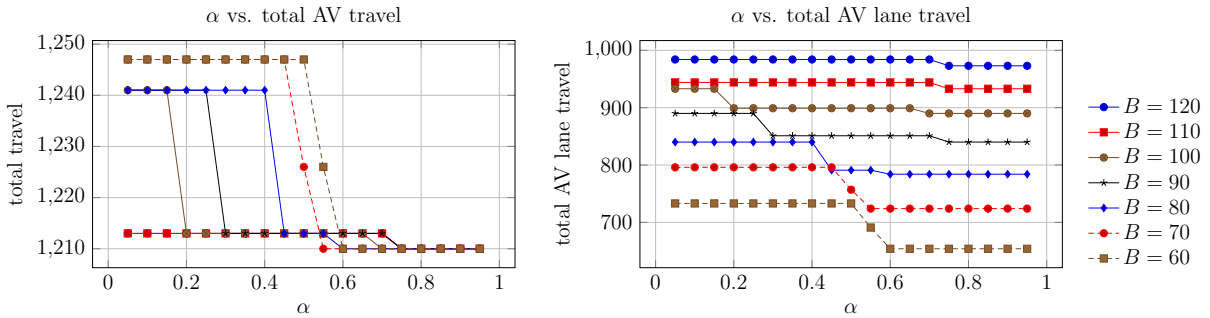 α vs. total AV travel
total travel
1,250
1,240
1,230
1,220
1,210
0
0.2
0.4
0.6
0.8
1
α
α vs. total AV lane travel
total AV lane travel
1,000
900
800
700
0
0.2
0.4
0.6
0.8
1
α
B = 120
B = 110
B = 100
B = 90
B = 80
B = 70
B = 60